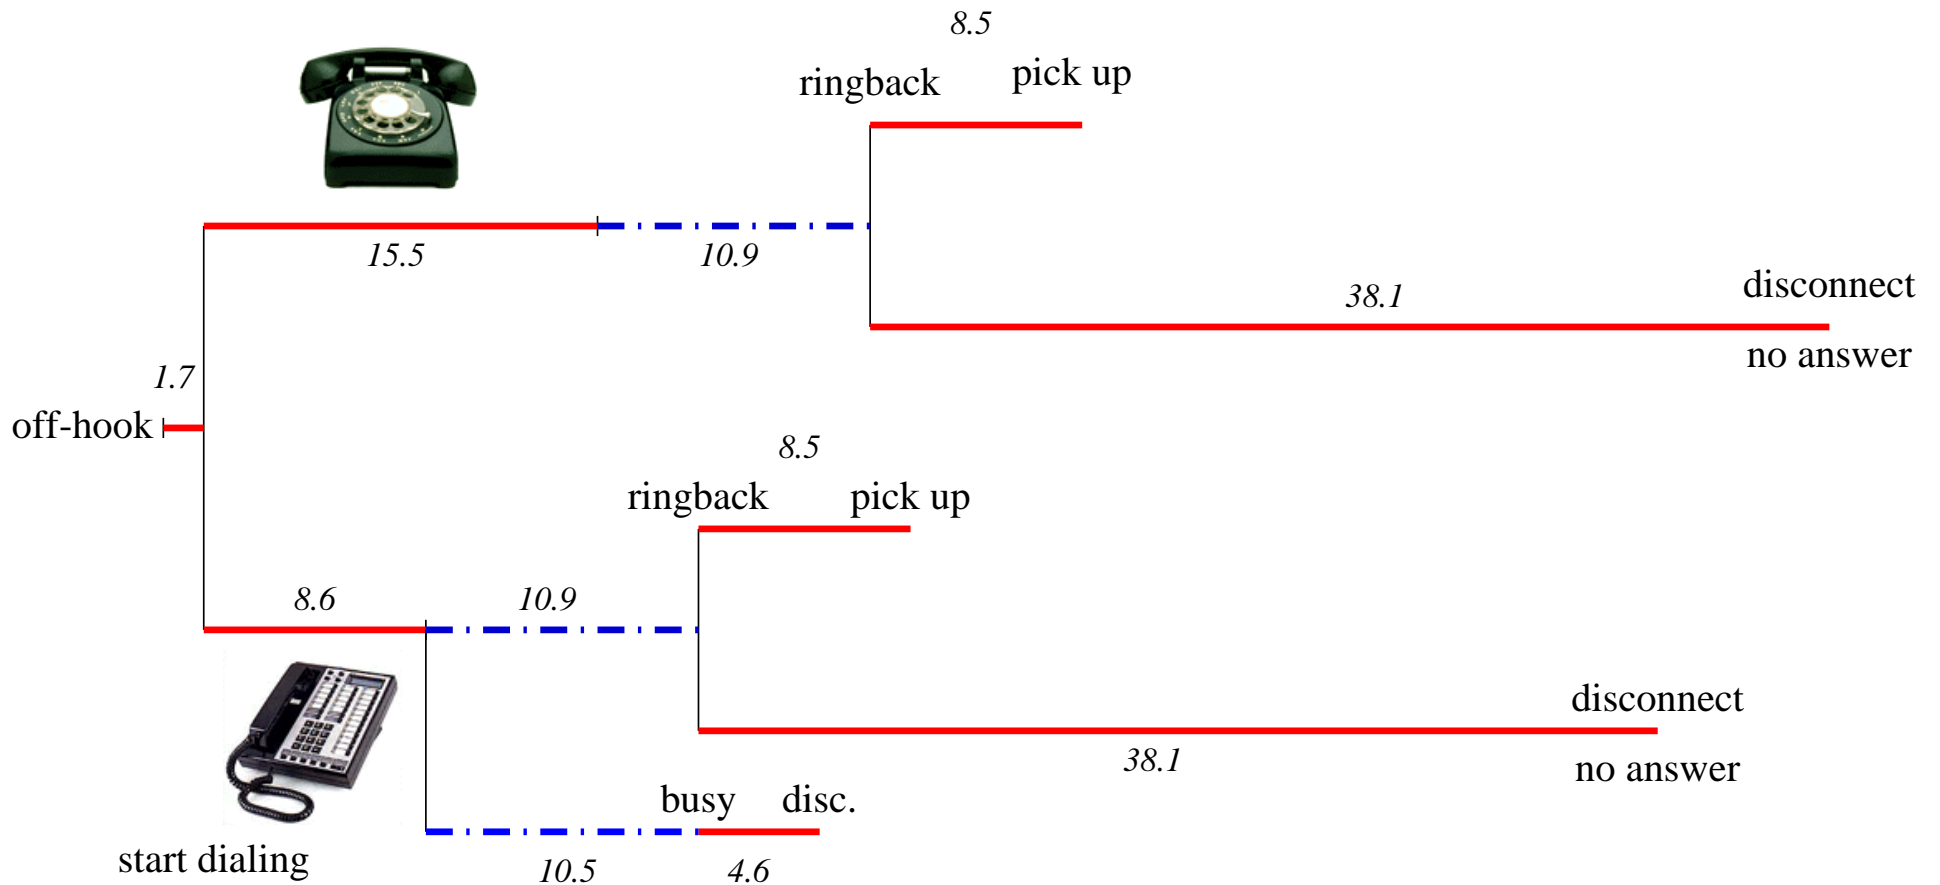 8.5
ringback pick up
15.5 10.9
38.1 disconnect
no answer
1.7
off-hook
8.5
ringback pick up
8.6 10.9
disconnect
38.1 no answer
busy disc.
start dialing
10.5 4.6